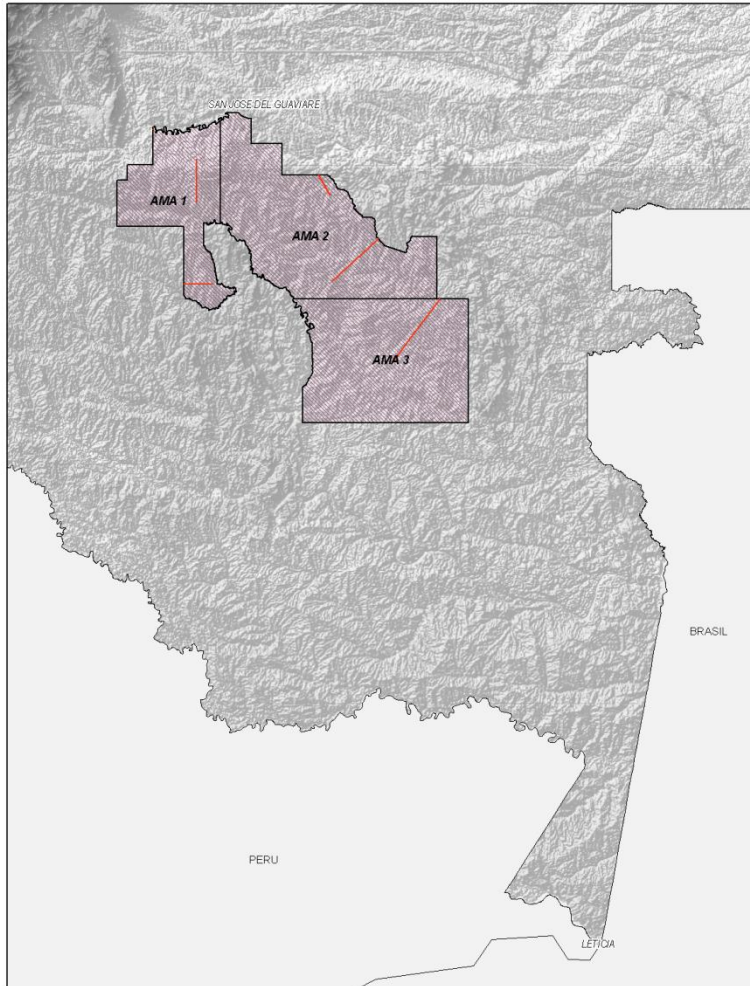 SAN JOSE DEL GUAVIARE
AMA 1
AMA 2
AMA 3
BRASIL
PERU
LETICIA